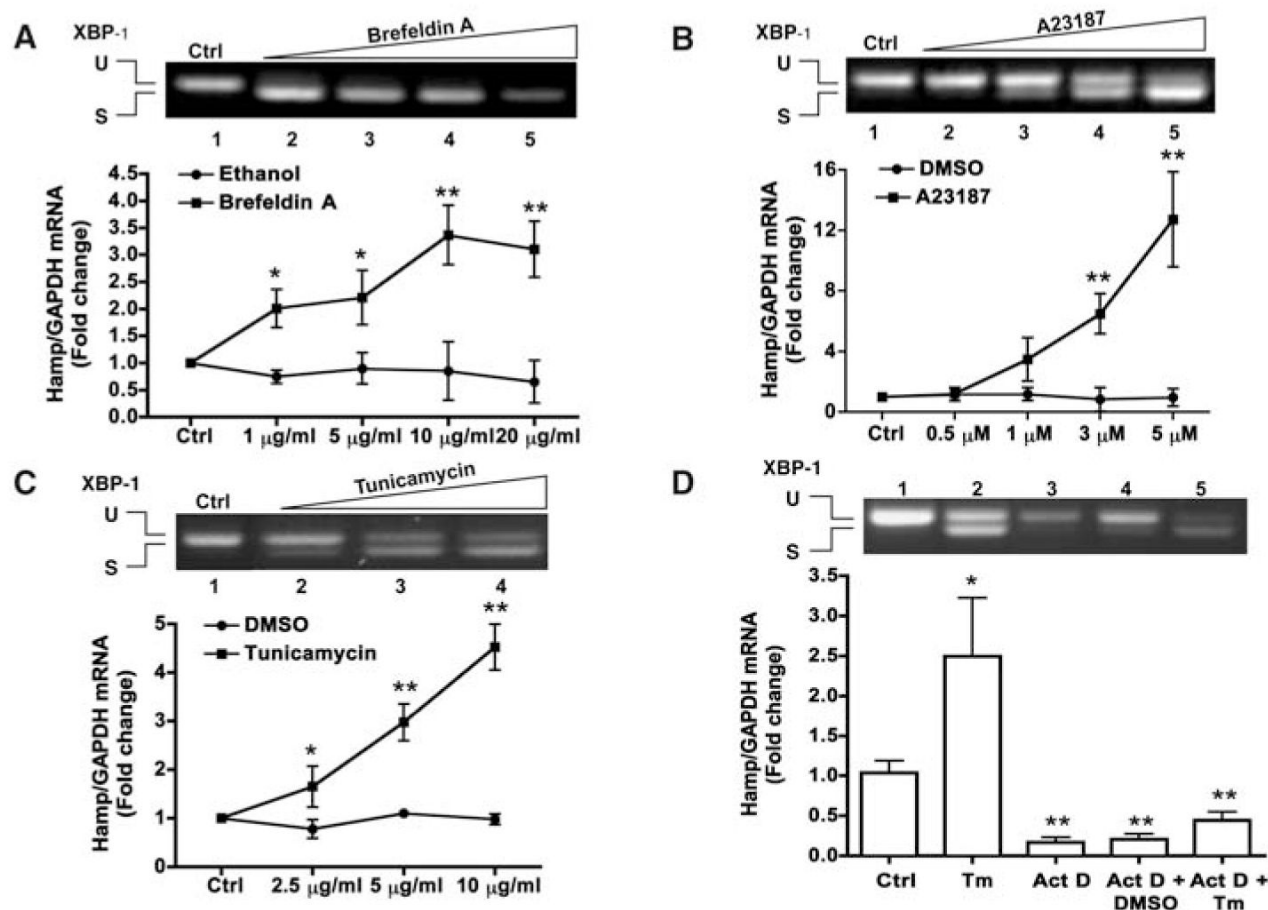 A
XBP-1
Ctrl
Brefeldin A
U
S
1 2 3 4 5
Hamp/GAPDH mRNA
(Fold change)
4.5
4.0
3.5
3.0
2.5
2.0
1.5
1.0
0.5
0.0
Ethanol
Brefeldin A
*
*
**
**
Ctrl 1 μg/ml 5 μg/ml 10 μg/ml 20 μg/ml
B
XBP-1
Ctrl
A23187
U
S
1 2 3 4 5
Hamp/GAPDH mRNA
(Fold change)
16
12
8
4
0
DMSO
A23187
**
**
Ctrl 0.5 μM 1 μM 3 μM 5 μM
C
XBP-1
Ctrl
Tunicamycin
U
S
1 2 3 4
Hamp/GAPDH mRNA
(Fold change)
5
4
3
2
1
0
DMSO
Tunicamycin
*
**
**
Ctrl 2.5 μg/ml 5 μg/ml 10 μg/ml
D
XBP-1
1 2 3 4 5
U
S
Hamp/GAPDH mRNA
(Fold change)
3.5
3.0
2.5
2.0
1.5
1.0
0.5
0.0
*
**
**
**
Ctrl Tm Act D Act D + Act D +
DMSO Tm